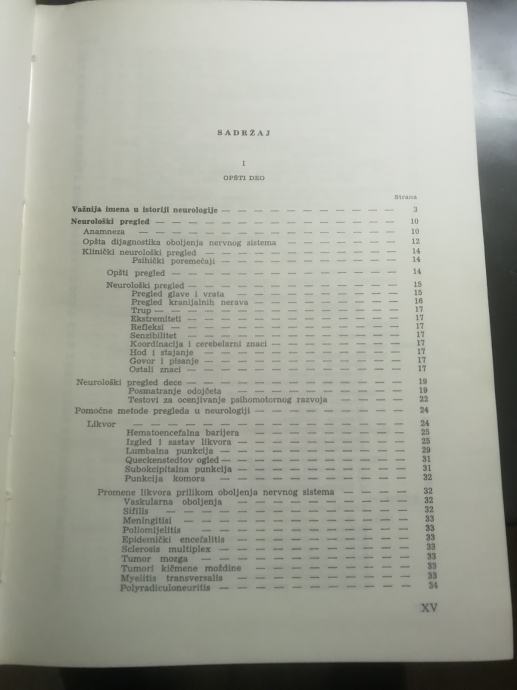 SADRŽAJ
I
OPŠTI DEO
Strana
Važnija imena u istoriji neurologije — — — — — — — — — 3
Neurološki pregled — — — — — — — — — — — — 10
Anamneza — — — — — — — — — — — — 10
Opšta dijagnostika oboljenja nervnog sistema — — — — — — 12
Klinički neurološki pregled — — — — — — — — — — 14
Psihički poremećaji — — — — — — — — — 14
Opšti pregled — — — — — — — — — — — 14
Neurološki pregled — — — — — — — — — — 15
Pregled glave i vrata — — — — — — — — 15
Pregled kranijalnih nerava — — — — — — — 16
Trup — — — — — — — — — — — 17
Ekstremiteti — — — — — — — — — — 17
Refleksi — — — — — — — — — — 17
Senzibilitet — — — — — — — — — — 17
Koordinacija i cerebelarni znaci — — — — — — 17
Hod i stajanje — — — — — — — — — 17
Govor i pisanje — — — — — — — — — 17
Ostali znaci — — — — — — — — — — 17
Neurološki pregled dece — — — — — — — — — — 19
Posmatranje odojčeta — — — — — — — — 19
Testovi za ocenjivanje psihomotornog razvoja — — — — 22
Pomoćne metode pregleda u neurologiji — — — — — — — — 24
Likvor — — — — — — — — — — — — 24
Hematoencefalna barijera — — — — — — — 25
Izgled i sastav likvora — — — — — — — — 25
Lumbalna punkcija — — — — — — — — 29
Queckenstedtov ogled — — — — — — — — 31
Subokcipitalna punkcija — — — — — — — 31
Punkcija komora — — — — — — — — — 32
Promene likvora prilikom oboljenja nervnog sistema — — — — 32
Vaskularna oboljenja — — — — — — — — 32
Sifilis — — — — — — — — — — — 32
Meningitisi — — — — — — — — — — 33
Poliomijelitis — — — — — — — — — 33
Epidemički encefalitis — — — — — — — — 33
Sclerosis multiplex — — — — — — — — 33
Tumor mozga — — — — — — — — — 33
Tumori kičmene moždine — — — — — — — 33
Myelitis transversalis — — — — — — — — 33
Polyradiculoneuritis — — — — — — — — 34
XV